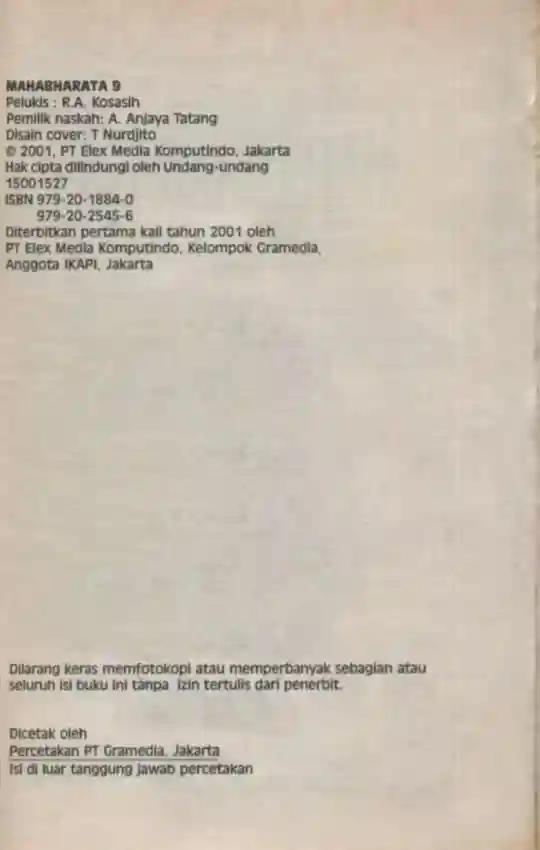 MAHABHARATA 9
Pelukis : R.A. Kosasih
Pemilik naskah: A. Anjaya Tatang
Disain cover: T Nurdjito
© 2001, PT Elex Media Komputindo, Jakarta
Hak cipta dilindungi oleh Undang-undang
15001527
ISBN 979-20-1884-0
979-20-2545-6
Diterbitkan pertama kali tahun 2001 oleh
PT Elex Media Komputindo, Kelompok Gramedia,
Anggota IKAPI, Jakarta
Dilarang keras memfotokopi atau memperbanyak sebagian atau
seluruh isi buku ini tanpa izin tertulis dari penerbit.
Dicetak oleh
Percetakan PT Gramedia, Jakarta
Isi di luar tanggung jawab percetakan